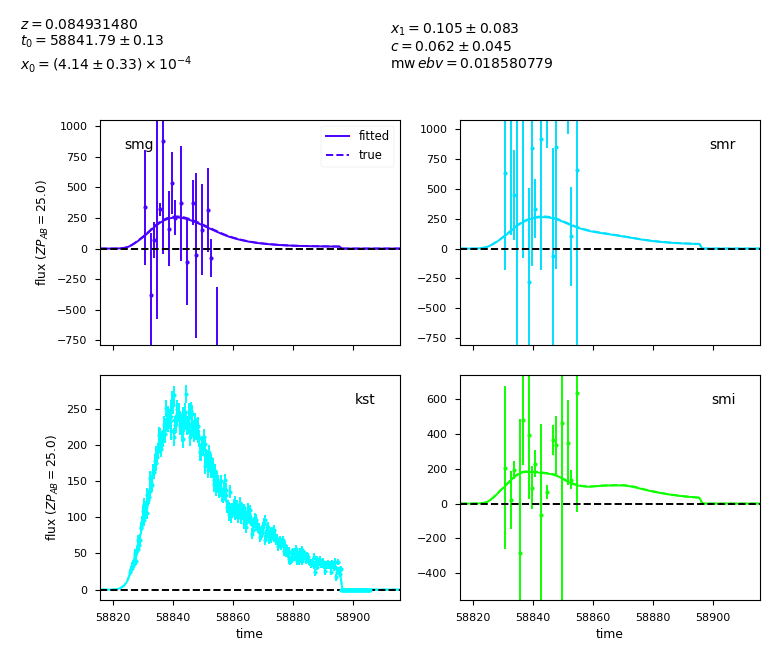 z = 0.084931480
t₀ = 58841.79 ± 0.13
x₀ = (4.14 ± 0.33) × 10⁻⁴
x₁ = 0.105 ± 0.083
c = 0.062 ± 0.045
mw ebv = 0.018580779
smg
fitted
true
1000
750
500
250
0
−250
−500
−750
flux (ZP_AB = 25.0)
smr
1000
750
500
250
0
−250
−500
−750
kst
250
200
150
100
50
0
flux (ZP_AB = 25.0)
58820 58840 58860 58880 58900
time
smi
600
400
200
0
−200
−400
58820 58840 58860 58880 58900
time